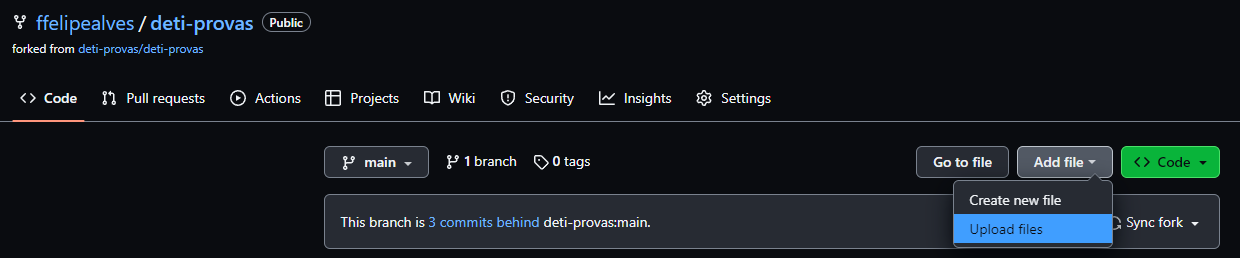 ffelipealves / deti-provas Public
forked from deti-provas/deti-provas
Code Pull requests Actions Projects Wiki Security Insights Settings
main 1 branch 0 tags Go to file Add file Code
Create new file
This branch is 3 commits behind deti-provas:main. Sync fork
Upload files